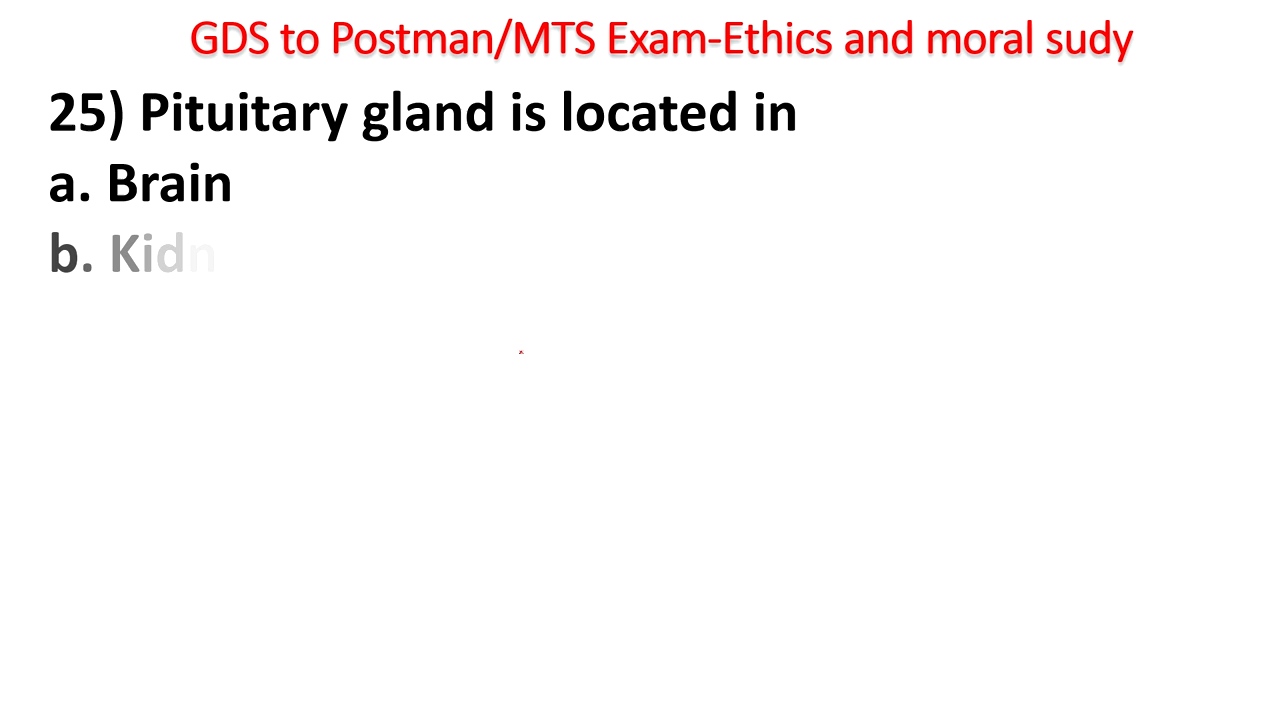 GDS to Postman/MTS Exam-Ethics and moral sudy
25) Pituitary gland is located in
a. Brain
b. Kidn